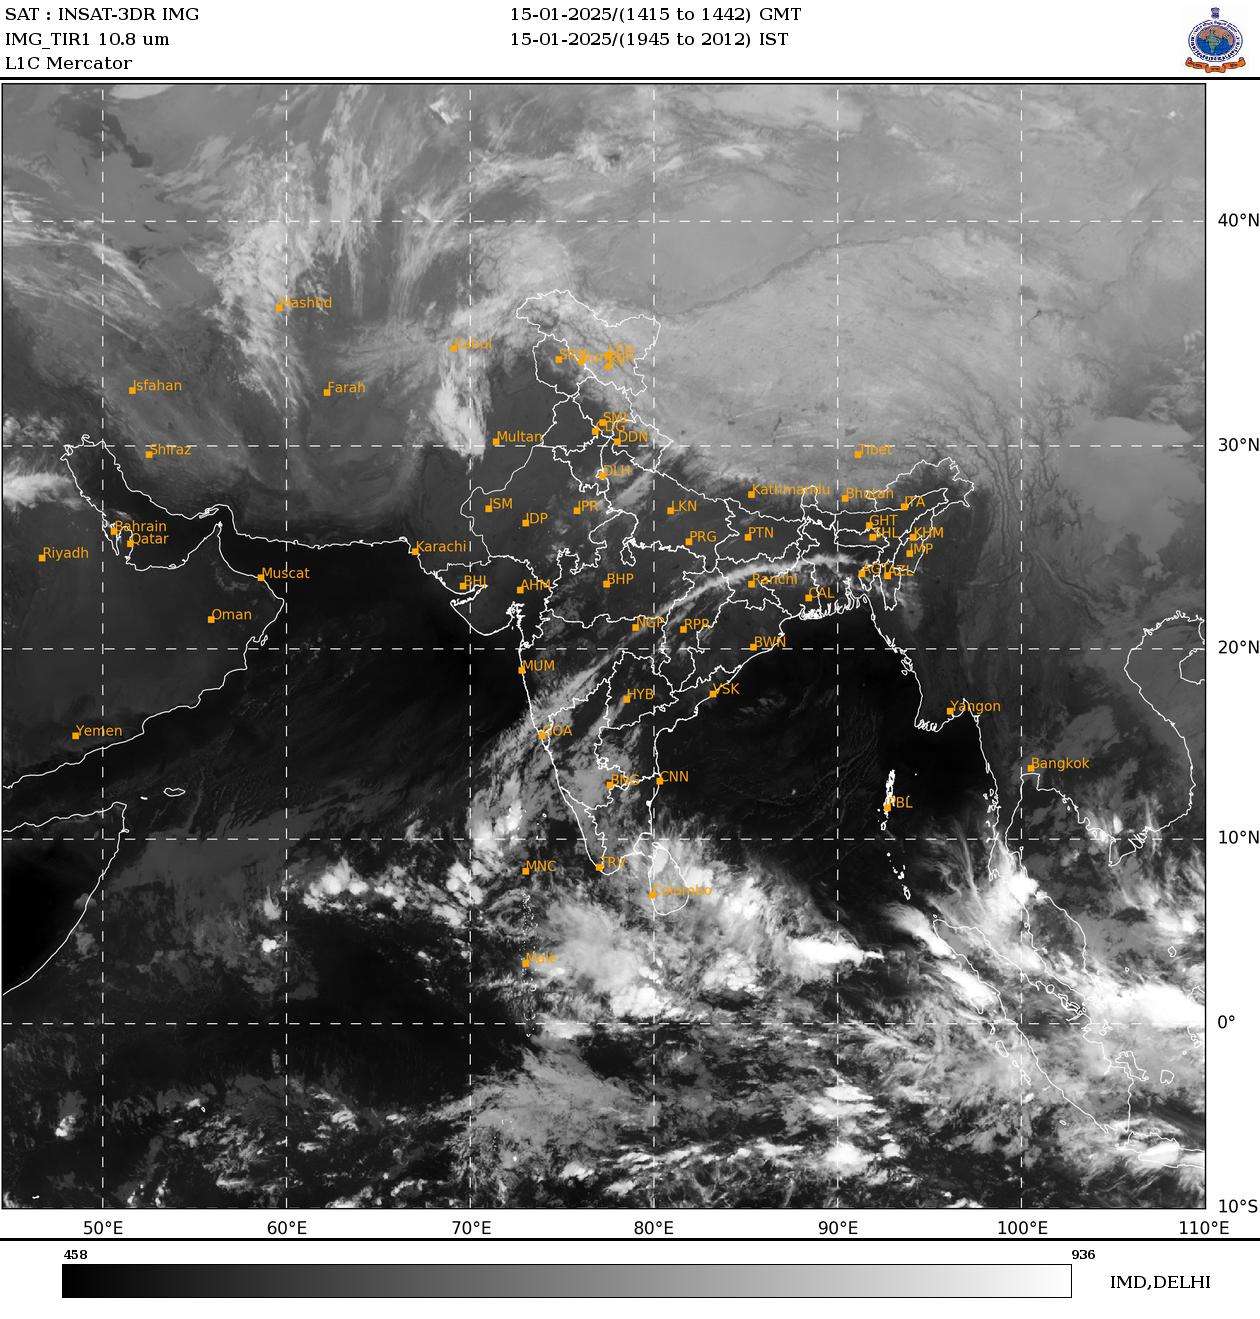 SAT : INSAT-3DR IMG
15-01-2025/(1415 to 1442) GMT
IMG_TIR1 10.8 um
15-01-2025/(1945 to 2012) IST
L1C Mercator
40°N
Mashhd
Kabul
Isfahan
Farah
SML
Multan
DDN
30°N
Shiraz
Tibet
DLH
Kathmandu
Bhutan
ITA
JSM
JPR
LKN
JDP
GHT
Bahrain
Qatar
PRG
PTN
SHL
KHM
Riyadh
Karachi
IMP
Muscat
BHJ
AHM
BHP
Ranchi
AGT
AZL
CAL
Oman
NGP
RPR
BWN
20°N
MUM
HYB
VSK
Yemen
GOA
Yangon
Bangkok
BNG
CNN
PBL
10°N
MNC
TRV
Colombo
Male
0°
10°S
50°E
60°E
70°E
80°E
90°E
100°E
110°E
458
936
IMD,DELHI